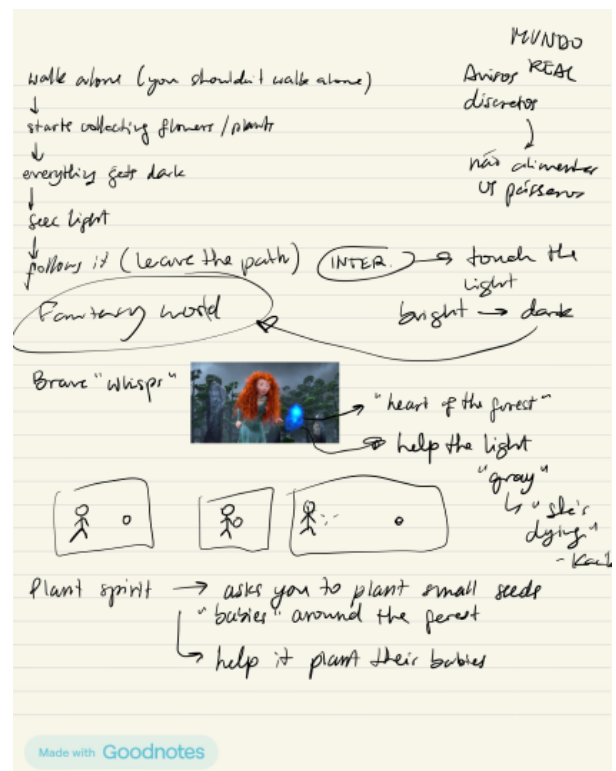 MUNDO
REAL
Avisos
discretos
não alimentar
os pássaros
walk alone (you shouldn't walk alone)
starts collecting flowers / plants
everything gets dark
seec light
follows it (leave the path)
INTER.
touch the
light
bright → dark
Fantasy world
Brave "whisps"
"heart of the forest"
help the light
"gray"
"she's
dying"
Plant spirit → asks you to plant small seeds
"babies" around the forest
help it plant their babies
Made with Goodnotes